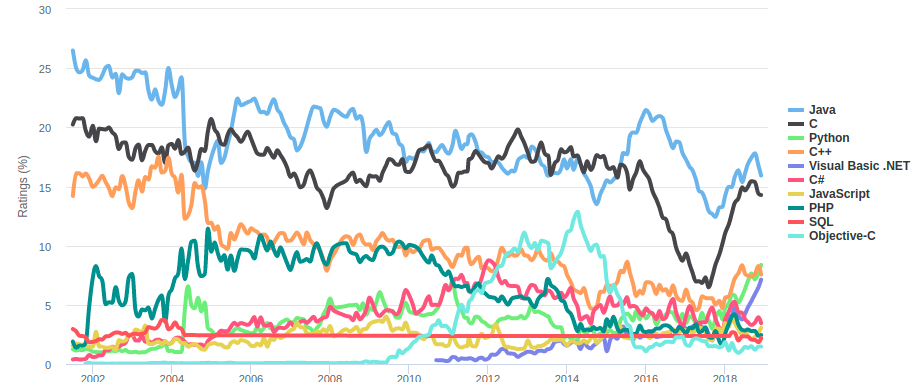 30
25
20
15
10
5
0
Ratings (%)
2002 2004 2006 2008 2010 2012 2014 2016 2018
Java
C
Python
C++
Visual Basic .NET
C#
JavaScript
PHP
SQL
Objective-C